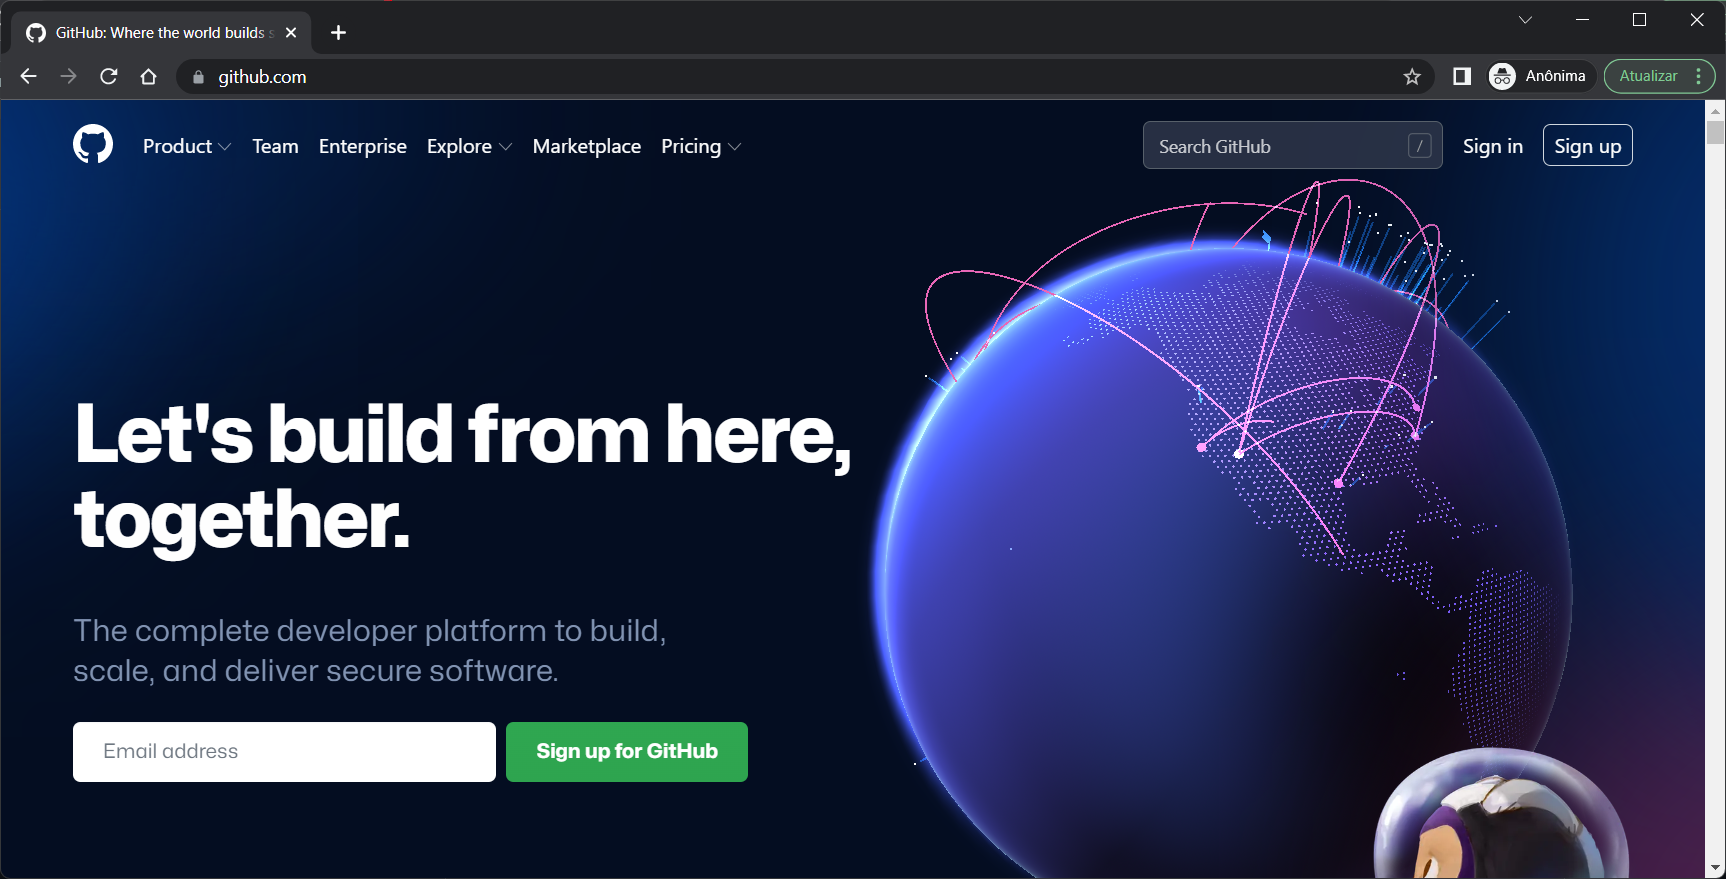 GitHub: Where the world builds s
github.com
Anônima
Atualizar
Product
Team
Enterprise
Explore
Marketplace
Pricing
Search GitHub
/
Sign in
Sign up
Let's build from here,
together.
The complete developer platform to build,
scale, and deliver secure software.
Email address
Sign up for GitHub